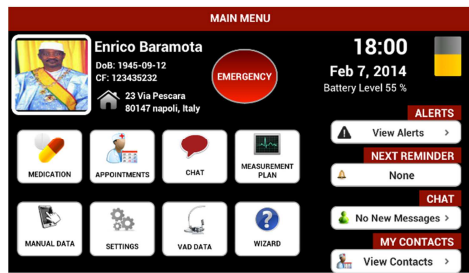 MAIN MENU
Enrico Baramota
DoB: 1945-09-12
CF: 123435232
23 Via Pescara
80147 napoli, Italy
EMERGENCY
18:00
Feb 7, 2014
Battery Level 55 %
MEDICATION
APPOINTMENTS
CHAT
MEASUREMENT
PLAN
MANUAL DATA
SETTINGS
VAD DATA
WIZARD
ALERTS
View Alerts >
NEXT REMINDER
None
CHAT
No New Messages >
MY CONTACTS
View Contacts >